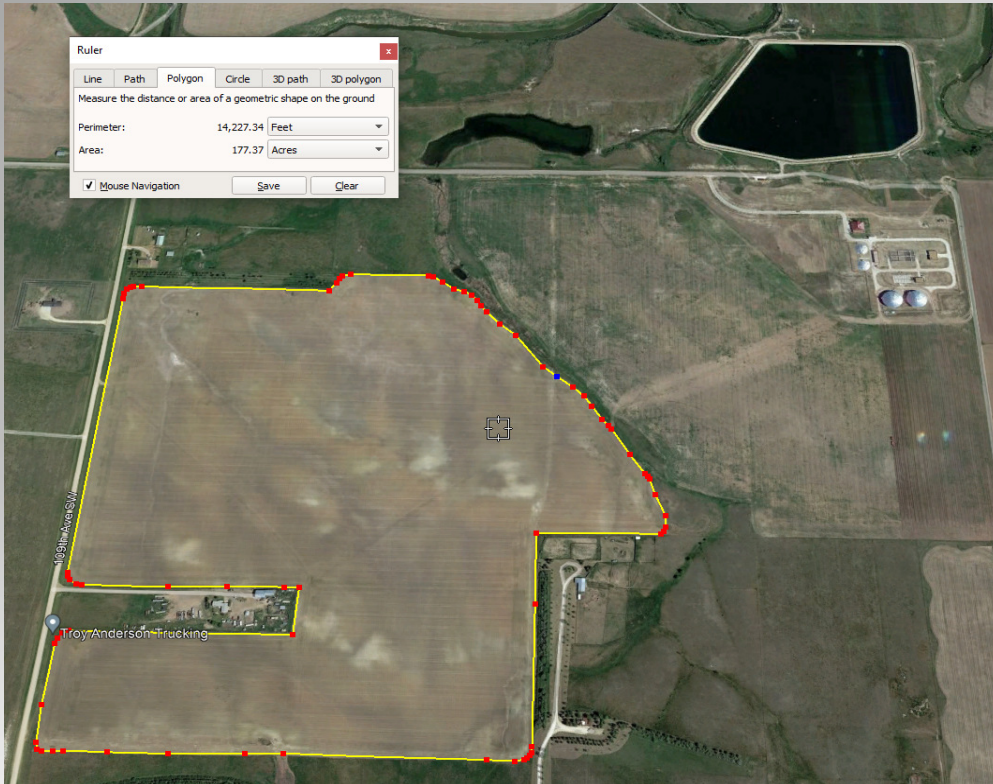 Ruler
x
Line Path Polygon Circle 3D path 3D polygon
Measure the distance or area of a geometric shape on the ground
Perimeter: 14,227.34 Feet
Area: 177.37 Acres
Mouse Navigation Save Clear
109th Ave SW
Troy Anderson Trucking